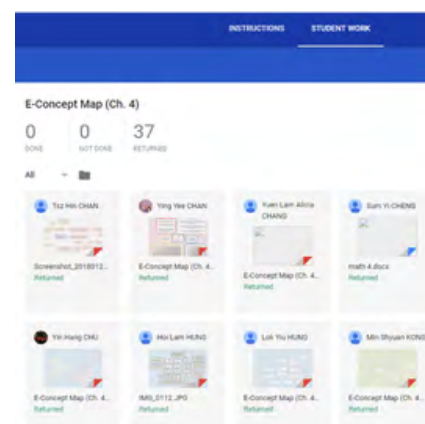 INSTRUCTIONS STUDENT WORK
E-Concept Map (Ch. 4)
0 0 37
DONE NOT DONE RETURNED
All
Tsz Hin CHAN Ying Yee CHAN Yuen Lam Alicia CHANG Sum Yi CHENG
Screenshot_2018012... E-Concept Map (Ch. 4... E-Concept Map (Ch. 4... math 4.docx
Returned Returned Returned Returned
Yin Hang CHU Hoi Lam HUNG Lok Yiu HUNG Min Shyuan KONG
E-Concept Map (Ch. 4... IMG_0112.JPG E-Concept Map (Ch. 4... E-Concept Map (Ch. 4...
Returned Returned Returned Returned